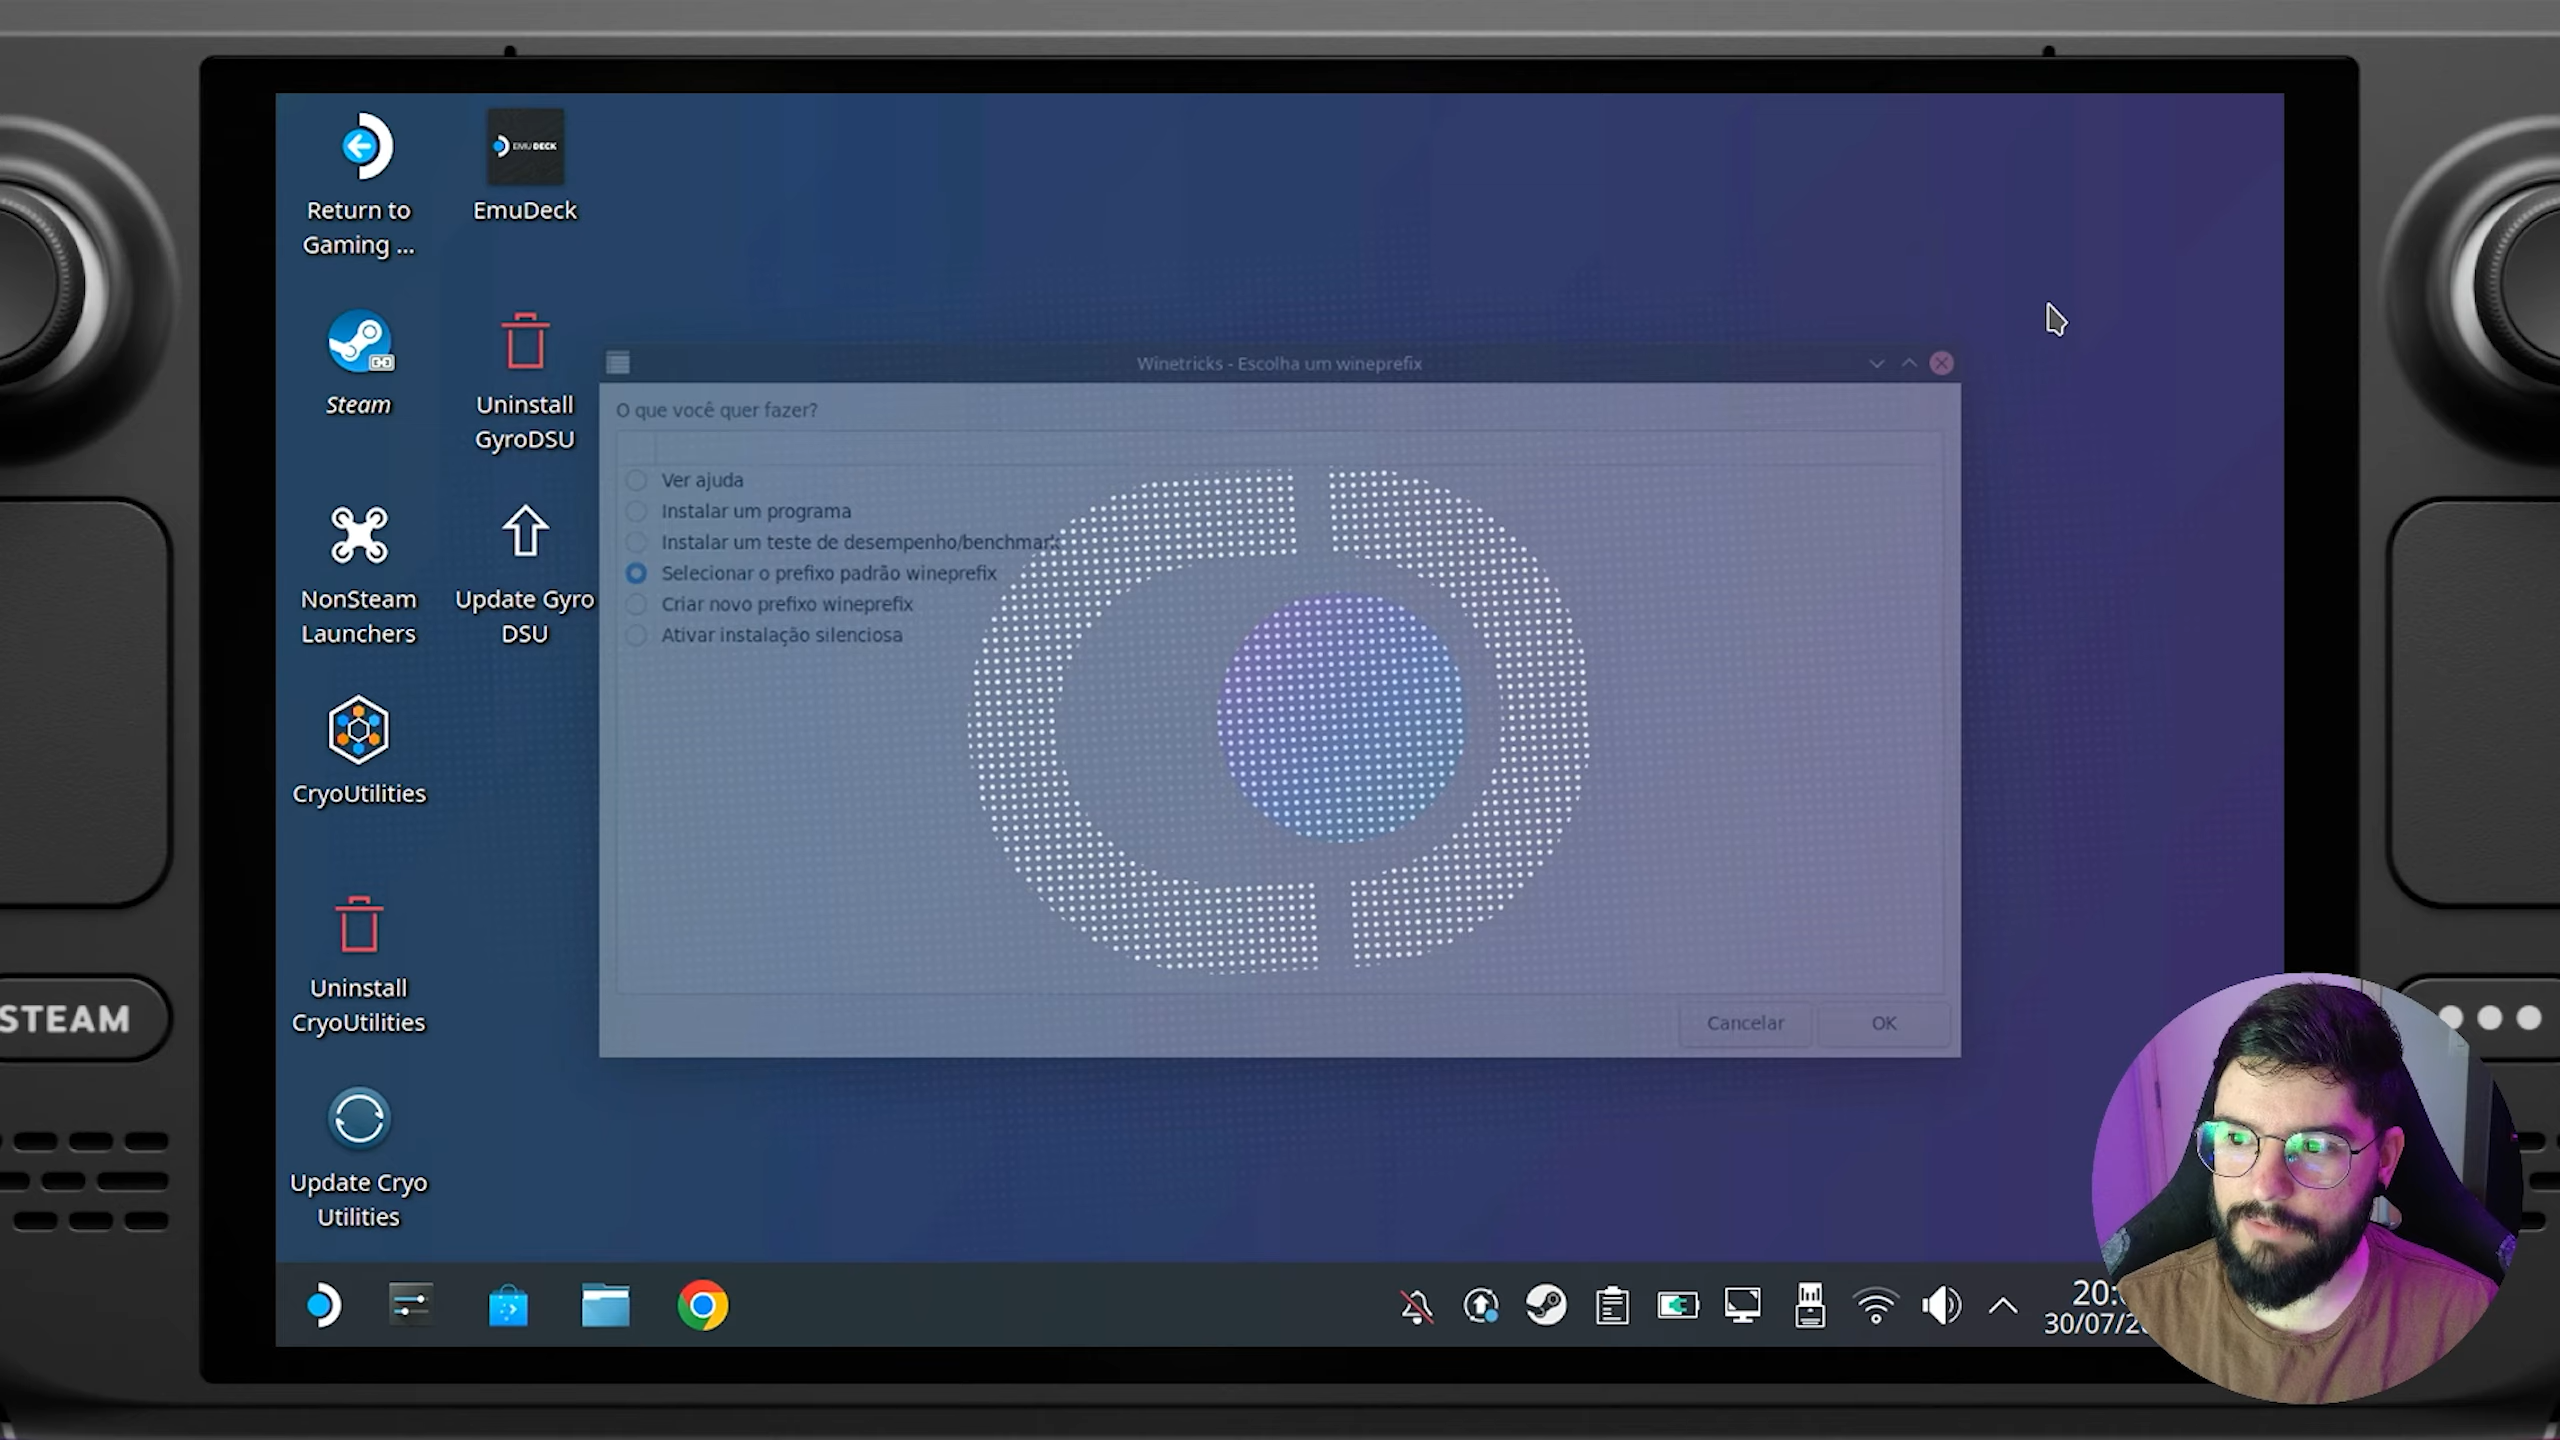 Return to
Gaming ...
EMUDECK
EmuDeck
Steam
Uninstall
GyroDSU
NonSteam
Launchers
Update Gyro
DSU
CryoUtilities
Uninstall
CryoUtilities
Update Cryo
Utilities
Winetricks - Escolha um wineprefix
O que você quer fazer?
Ver ajuda
Instalar um programa
Instalar um teste de desempenho/benchmark
Selecionar o prefixo padrão wineprefix
Criar novo prefixo wineprefix
Ativar instalação silenciosa
Cancelar
OK
STEAM